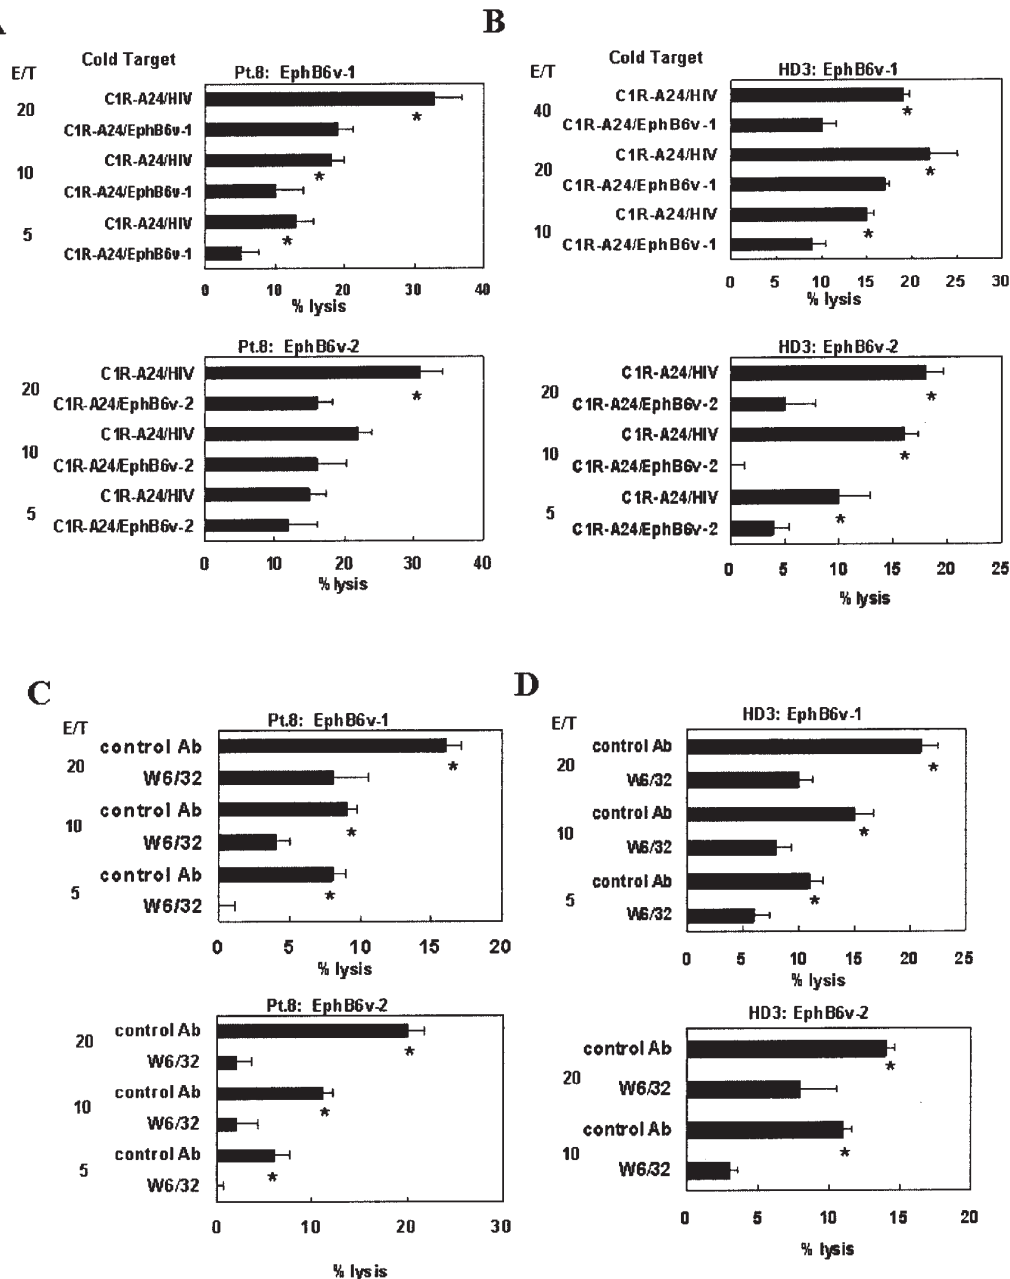 B
Cold Target
E/T
Pt.8: EphB6v-1
20
C1R-A24/HIV
*
C1R-A24/EphB6v-1
10
C1R-A24/HIV
*
C1R-A24/EphB6v-1
5
C1R-A24/HIV
*
C1R-A24/EphB6v-1
0 10 20 30 40
% lysis
Pt.8: EphB6v-2
20
C1R-A24/HIV
*
C1R-A24/EphB6v-2
10
C1R-A24/HIV
C1R-A24/EphB6v-2
5
C1R-A24/HIV
C1R-A24/EphB6v-2
0 10 20 30 40
% lysis
Cold Target
E/T
HD3: EphB6v-1
40
C1R-A24/HIV
*
C1R-A24/EphB6v-1
20
C1R-A24/HIV
*
C1R-A24/EphB6v-1
10
C1R-A24/HIV
*
C1R-A24/EphB6v-1
0 5 10 15 20 25 30
% lysis
HD3: EphB6v-2
20
C1R-A24/HIV
*
C1R-A24/EphB6v-2
10
C1R-A24/HIV
*
C1R-A24/EphB6v-2
5
C1R-A24/HIV
*
C1R-A24/EphB6v-2
0 5 10 15 20 25
% lysis
C
E/T
Pt.8: EphB6v-1
20
control Ab
*
W6/32
10
control Ab
*
W6/32
5
control Ab
*
W6/32
0 5 10 15 20
% lysis
Pt.8: EphB6v-2
20
control Ab
*
W6/32
10
control Ab
*
W6/32
5
control Ab
*
W6/32
0 10 20 30
% lysis
D
E/T
HD3: EphB6v-1
20
control Ab
*
W6/32
10
control Ab
*
W6/32
5
control Ab
*
W6/32
0 5 10 15 20 25
% lysis
HD3: EphB6v-2
20
control Ab
*
W6/32
10
control Ab
*
W6/32
0 5 10 15 20
% lysis